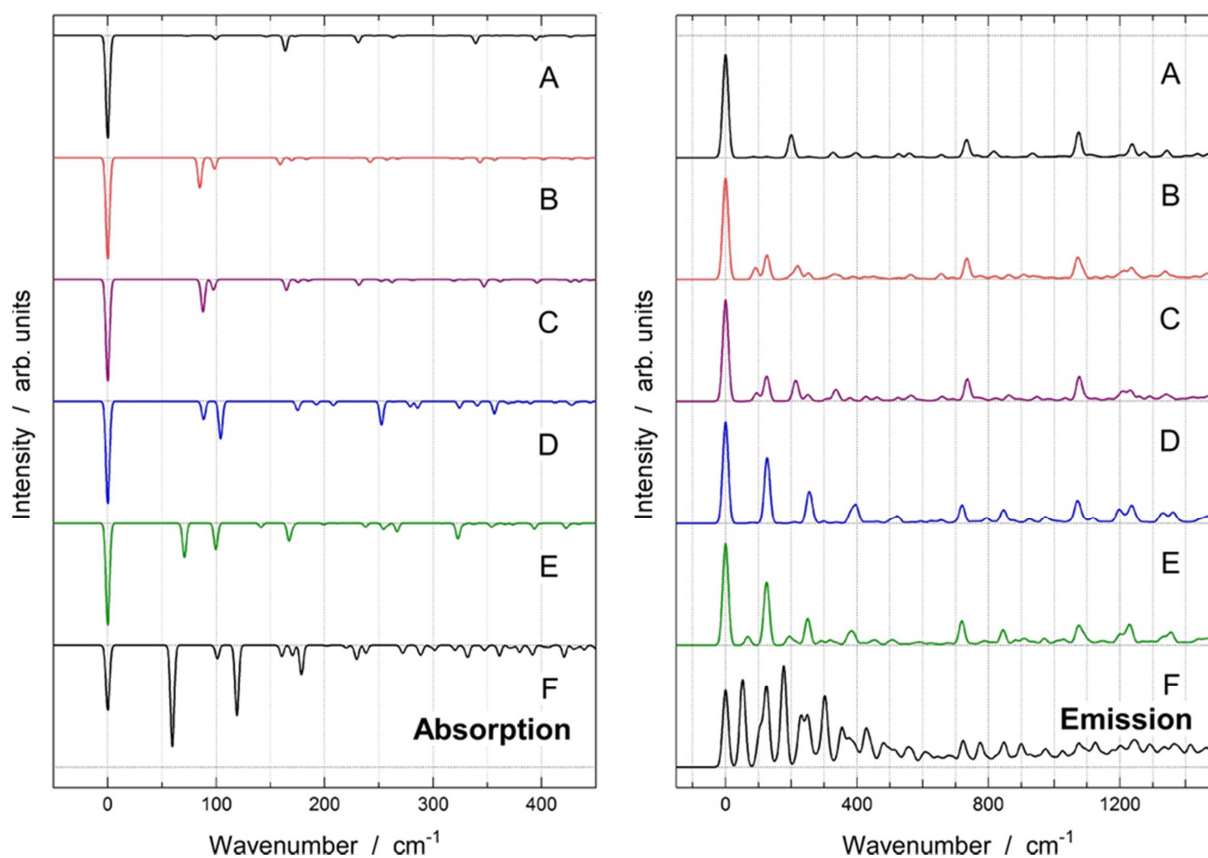 A
B
C
D
E
F
Absorption
0
100
200
300
400
Wavenumber / cm-1
Intensity / arb. units
A
B
C
D
E
F
Emission
0
400
800
1200
Wavenumber / cm-1
Intensity / arb. units